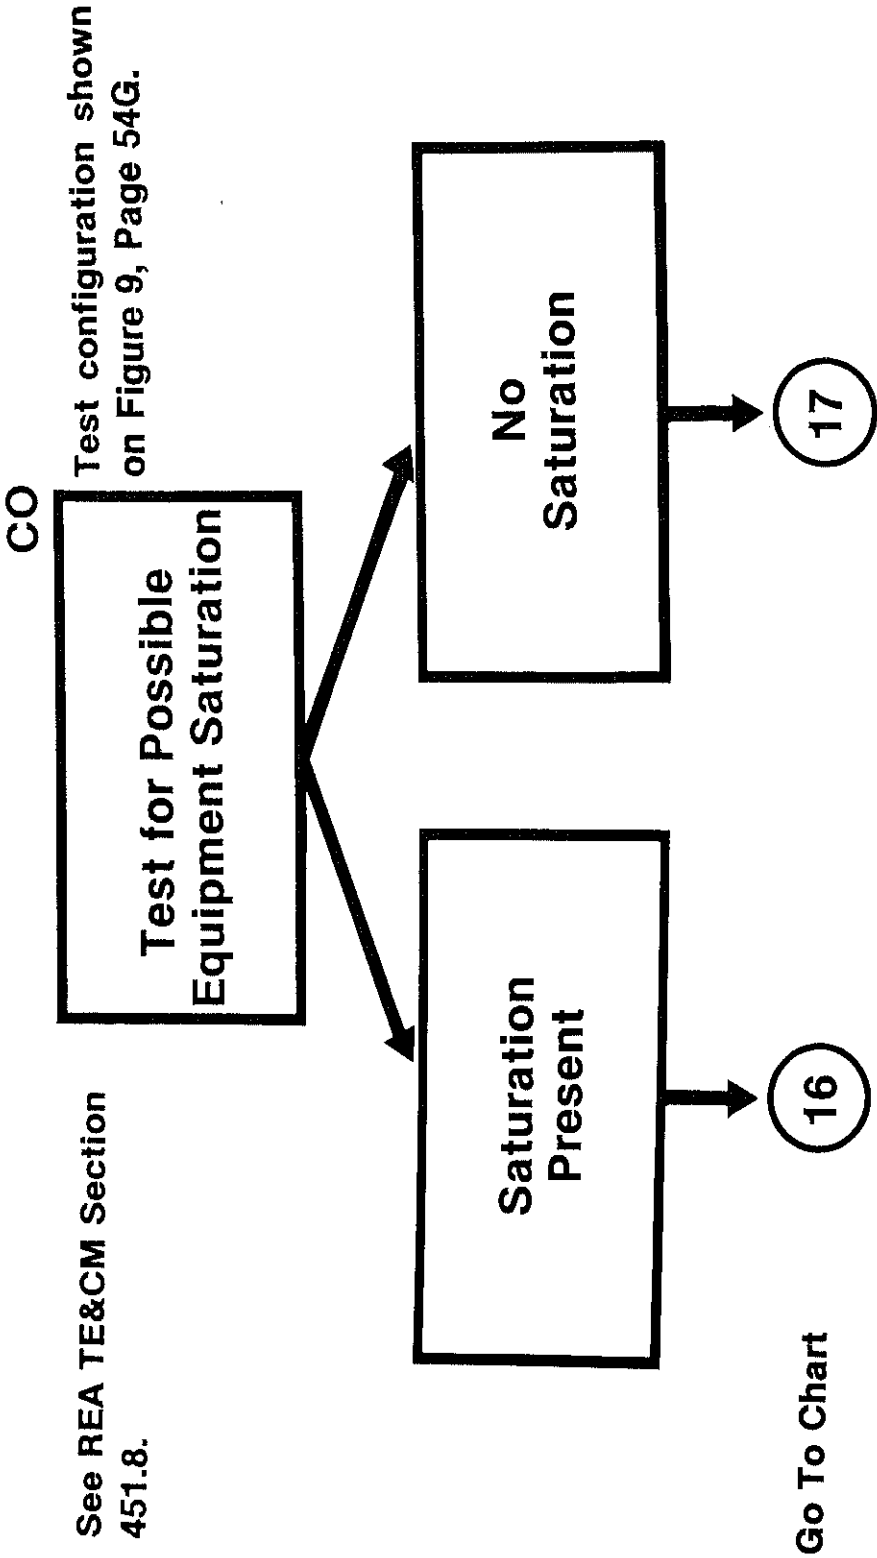 CO
See REA TE&CM Section
451.8.
Test for Possible
Equipment Saturation
Test configuration shown
on Figure 9, Page 54G.
Saturation
Present
No
Saturation
Go To Chart
16
17